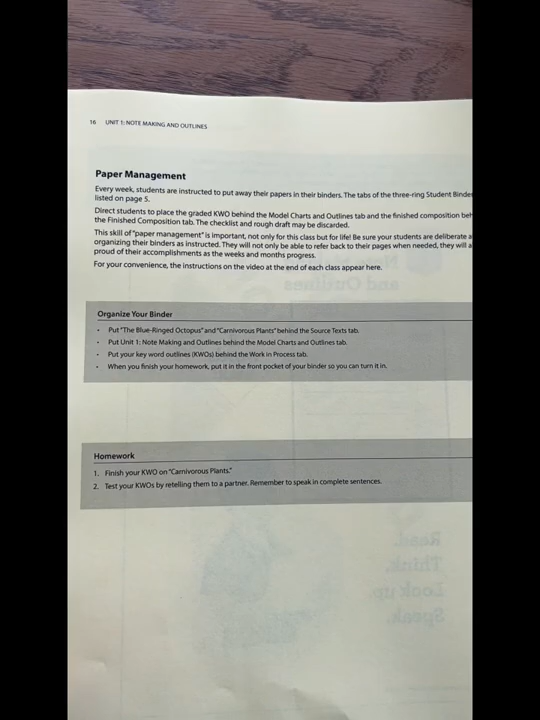 16 UNIT 1: NOTE MAKING AND OUTLINES
Paper Management
Every week, students are instructed to put away their papers in their binders. The tabs of the three-ring Student Binder
listed on page 5.
Direct students to place the graded KWO behind the Model Charts and Outlines tab and the finished composition beh
the Finished Composition tab. The checklist and rough draft may be discarded.
This skill of "paper management" is important, not only for this class but for life! Be sure your students are deliberate a
organizing their binders as instructed. They will not only be able to refer back to their pages when needed, they will a
proud of their accomplishments as the weeks and months progress.
For your convenience, the instructions on the video at the end of each class appear here.
Organize Your Binder
• Put "The Blue-Ringed Octopus" and "Carnivorous Plants" behind the Source Texts tab.
• Put Unit 1: Note Making and Outlines behind the Model Charts and Outlines tab.
• Put your key word outlines (KWOs) behind the Work in Process tab.
• When you finish your homework, put it in the front pocket of your binder so you can turn it in.
Homework
1. Finish your KWO on "Carnivorous Plants."
2. Test your KWOs by retelling them to a partner. Remember to speak in complete sentences.
Read.
Think.
Look up.
Speak.